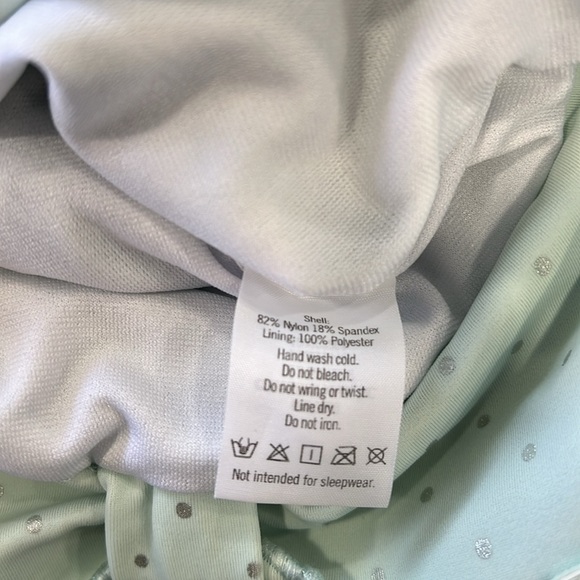 Shell:
82% Nylon 18% Spandex
Lining: 100% Polyester
Hand wash cold.
Do not bleach.
Do not wring or twist.
Line dry.
Do not iron.
Not intended for sleepwear.